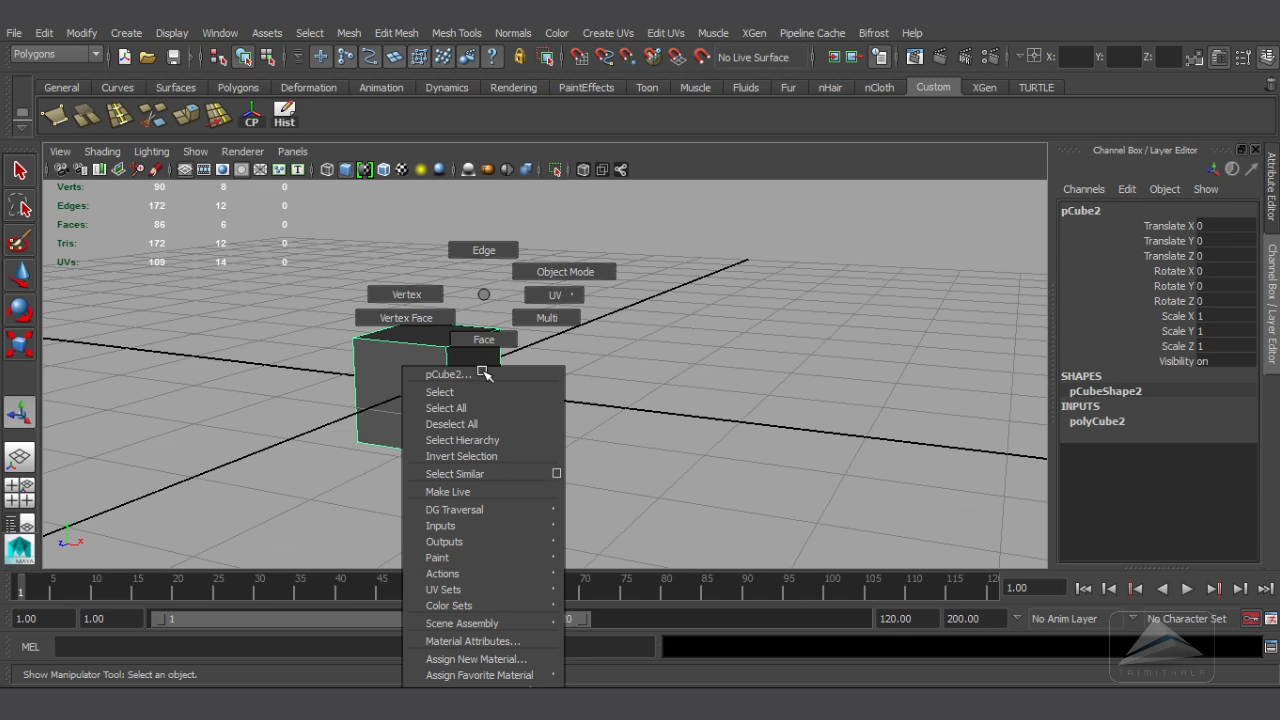 File Edit Modify Create Display Window Assets Select Mesh Edit Mesh Mesh Tools Normals Color Create UVs Edit UVs Muscle XGen Pipeline Cache Bifrost Help
Polygons No Live Surface X: Y: Z:
General Curves Surfaces Polygons Deformation Animation Dynamics Rendering PaintEffects Toon Muscle Fluids Fur nHair nCloth Custom XGen TURTLE
CP Hist
View Shading Lighting Show Renderer Panels
Channel Box / Layer Editor
Channels Edit Object Show
Verts: 90 8 0
Edges: 172 12 0
Faces: 86 6 0
Tris: 172 12 0
UVs: 109 14 0
Edge
Object Mode
Vertex
UV
Vertex Face
Multi
Face
pCube2...
Select
Select All
Deselect All
Select Hierarchy
Invert Selection
Select Similar
Make Live
DG Traversal
Inputs
Outputs
Paint
Actions
UV Sets
Color Sets
Scene Assembly
Material Attributes...
Assign New Material...
Assign Favorite Material
pCube2
Translate X 0
Translate Y 0
Translate Z 0
Rotate X 0
Rotate Y 0
Rotate Z 0
Scale X 1
Scale Y 1
Scale Z 1
Visibility on
SHAPES
pCubeShape2
INPUTS
polyCube2
Attribute Editor
Channel Box / Layer Editor
z x
MAYA
1 5 10 15 20 25 30 35 40 45 70 75 80 85 90 95 100 105 110 115 120 1.00
1.00 1.00 1 120.00 200.00 No Anim Layer No Character Set
MEL
Show Manipulator Tool: Select an object.
TRIMITHALS